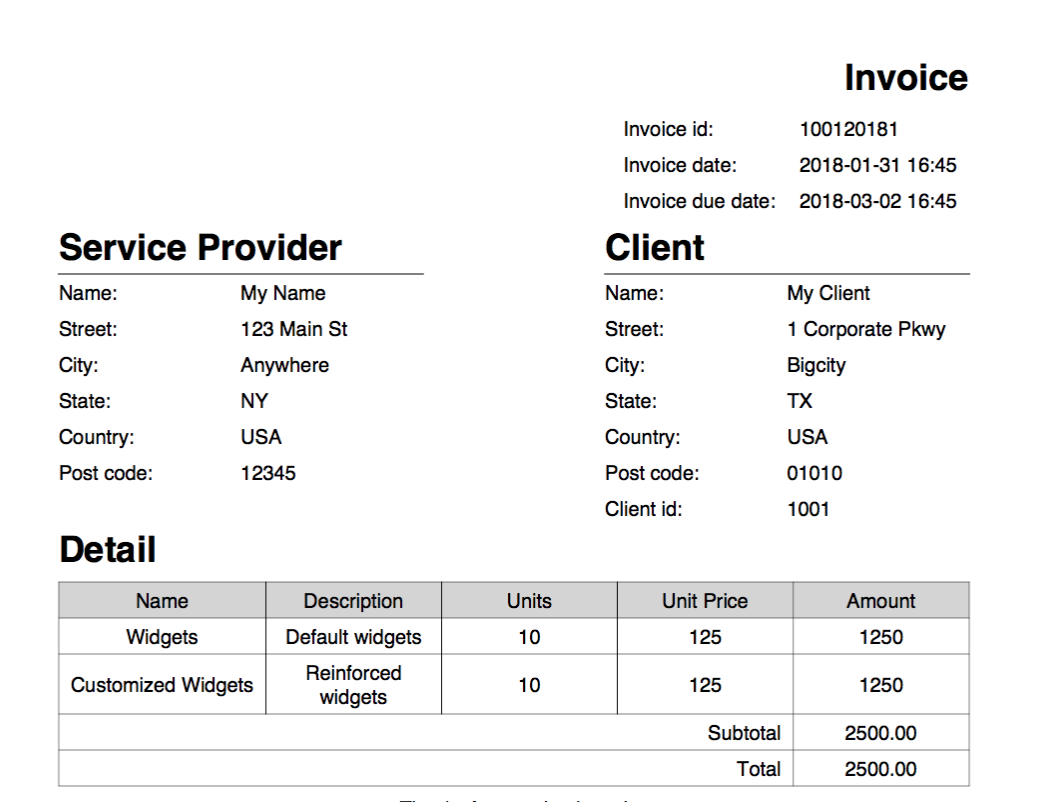 Invoice
Invoice id: 100120181
Invoice date: 2018-01-31 16:45
Invoice due date: 2018-03-02 16:45
Service Provider
Name: My Name
Street: 123 Main St
City: Anywhere
State: NY
Country: USA
Post code: 12345
Client
Name: My Client
Street: 1 Corporate Pkwy
City: Bigcity
State: TX
Country: USA
Post code: 01010
Client id: 1001
Detail
Name Description Units Unit Price Amount
Widgets Default widgets 10 125 1250
Customized Widgets Reinforced widgets 10 125 1250
Subtotal 2500.00
Total 2500.00